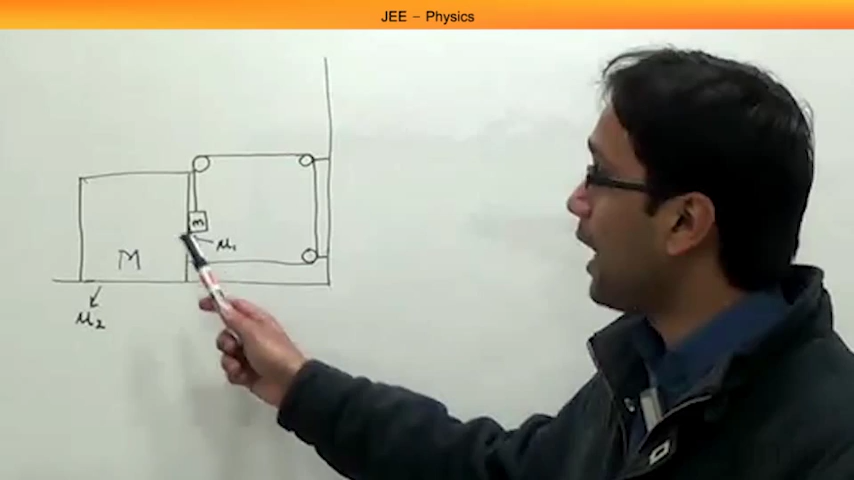 JEE – Physics
m
μ₁
M
μ₂